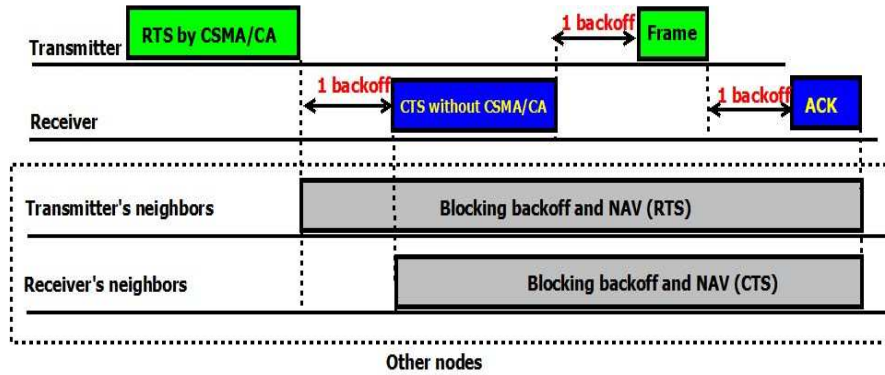 1 backoff
Transmitter
RTS by CSMA/CA
Frame
1 backoff
1 backoff
Receiver
CTS without CSMA/CA
ACK
Transmitter's neighbors
Blocking backoff and NAV (RTS)
Receiver's neighbors
Blocking backoff and NAV (CTS)
Other nodes